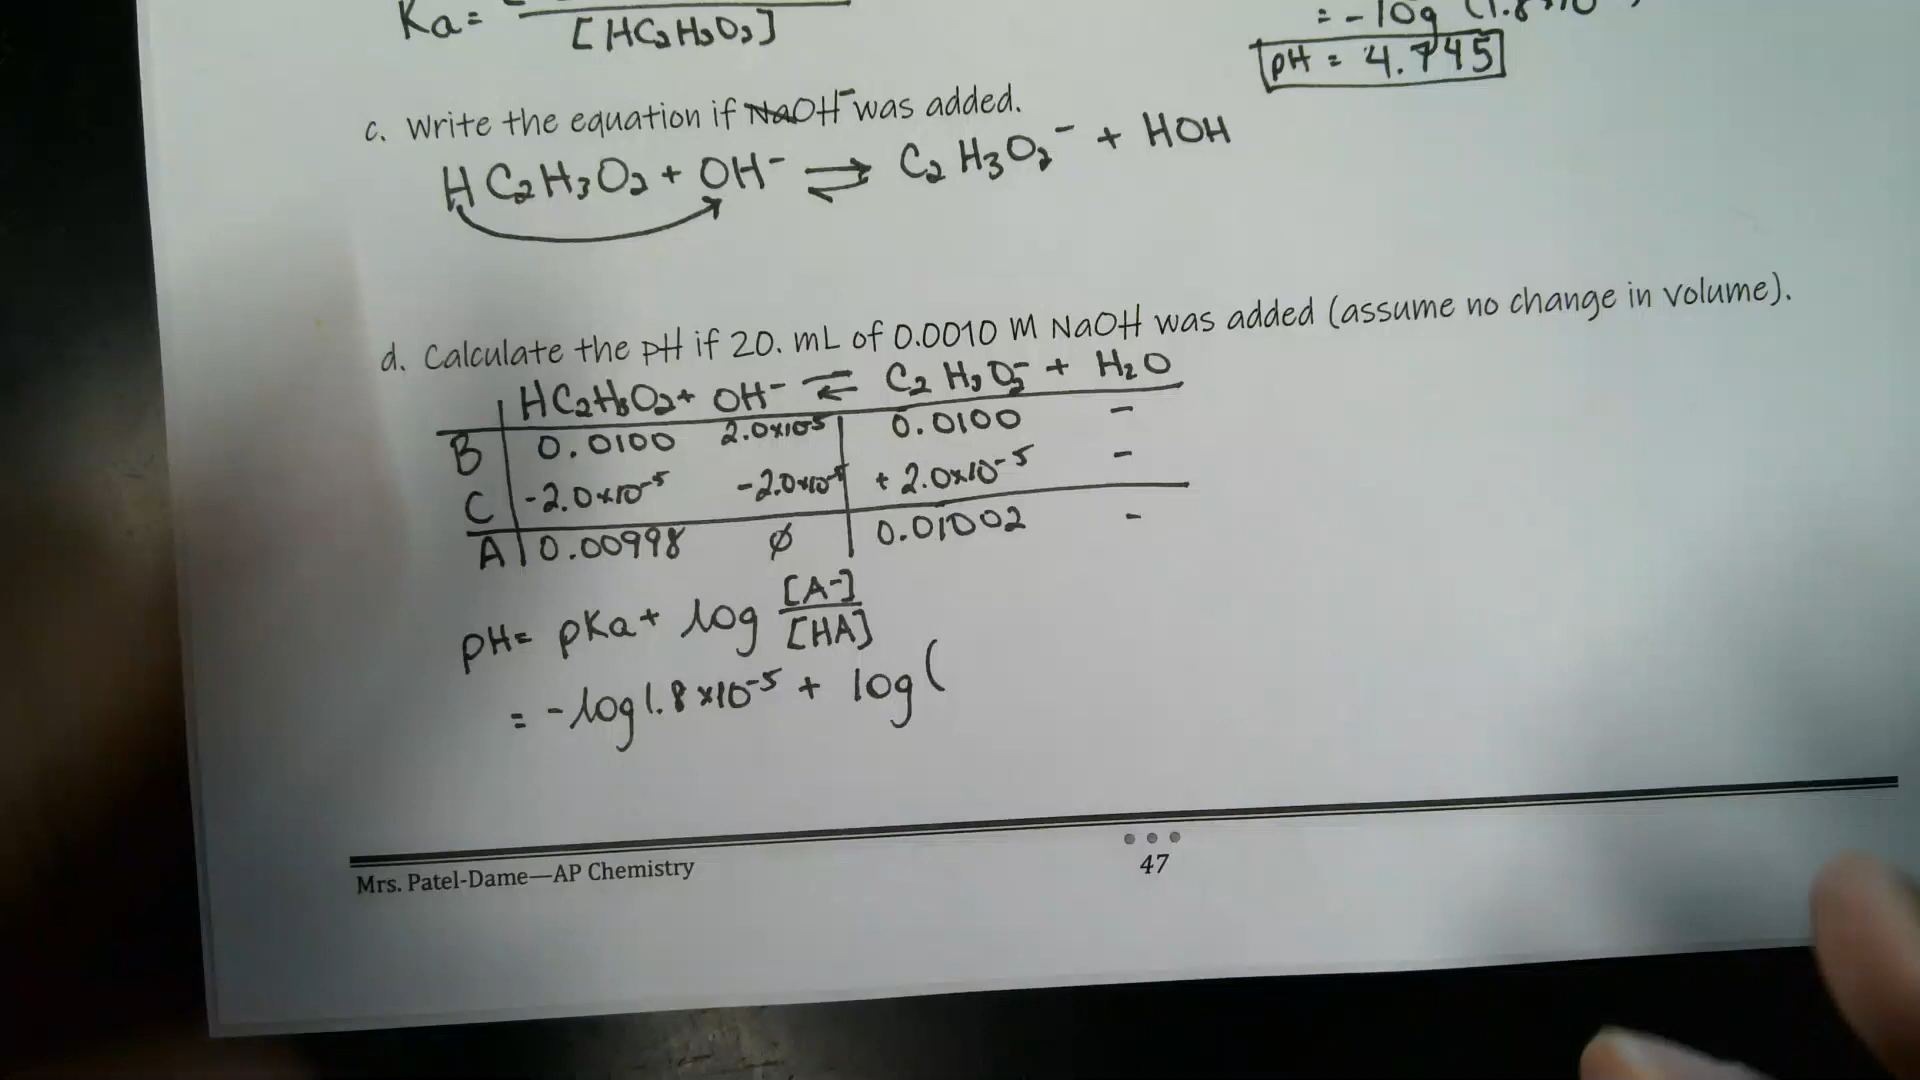 Ka =
[HC₂H₃O₂]
= -log (1.8x10
pH = 4.745
c. Write the equation if NaOH⁻ was added.
HC₂H₃O₂ + OH⁻ ⇌ C₂H₃O₂⁻ + HOH
d. Calculate the pH if 20. mL of 0.0010 M NaOH was added (assume no change in volume).
HC₂H₃O₂ + OH⁻ ⇌ C₂H₃O₂⁻ + H₂O
B 0.0100 2.0x10⁻⁵ 0.0100 -
C -2.0x10⁻⁵ -2.0x10⁻⁵ + 2.0x10⁻⁵ -
A 0.00998 ∅ 0.01002 -
pH = pKa + log [A-]/[HA]
= -log 1.8 x10⁻⁵ + log (
Mrs. Patel-Dame—AP Chemistry
47